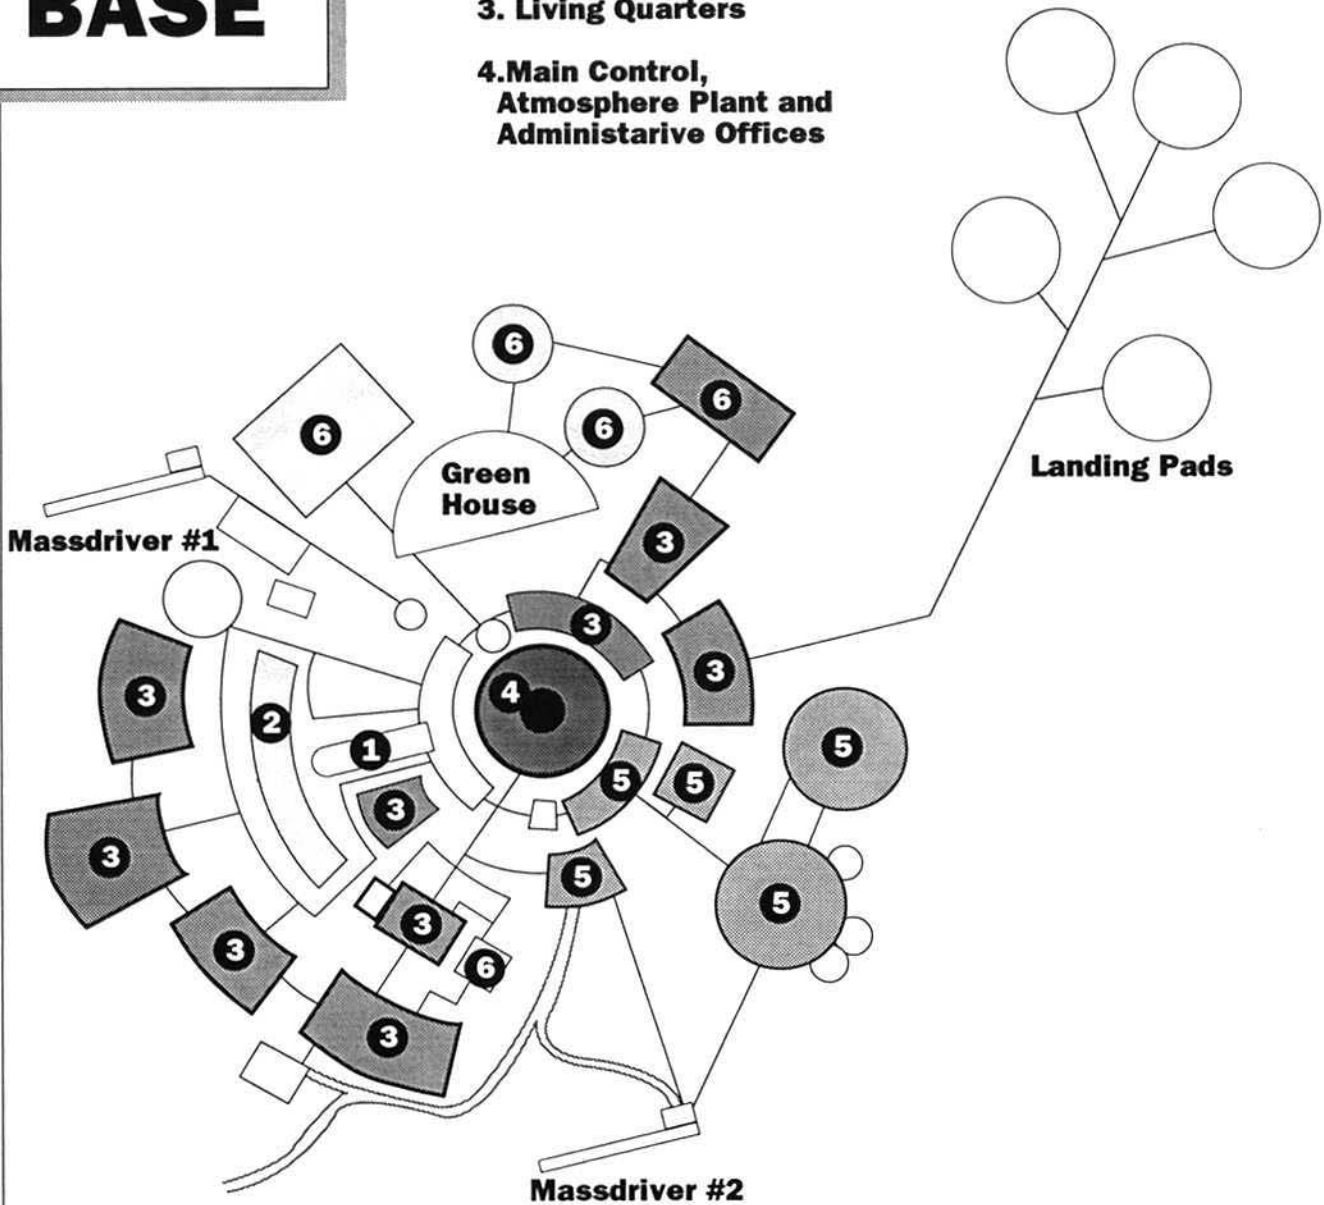 BASE
3. Living Quarters
4.Main Control,
Atmosphere Plant and
Administarive Offices
6
6
6
6
Green
House
Landing Pads
Massdriver #1
3
3
3
4
3
2
1
5
5
5
3
3
5
5
3
3
6
3
Massdriver #2